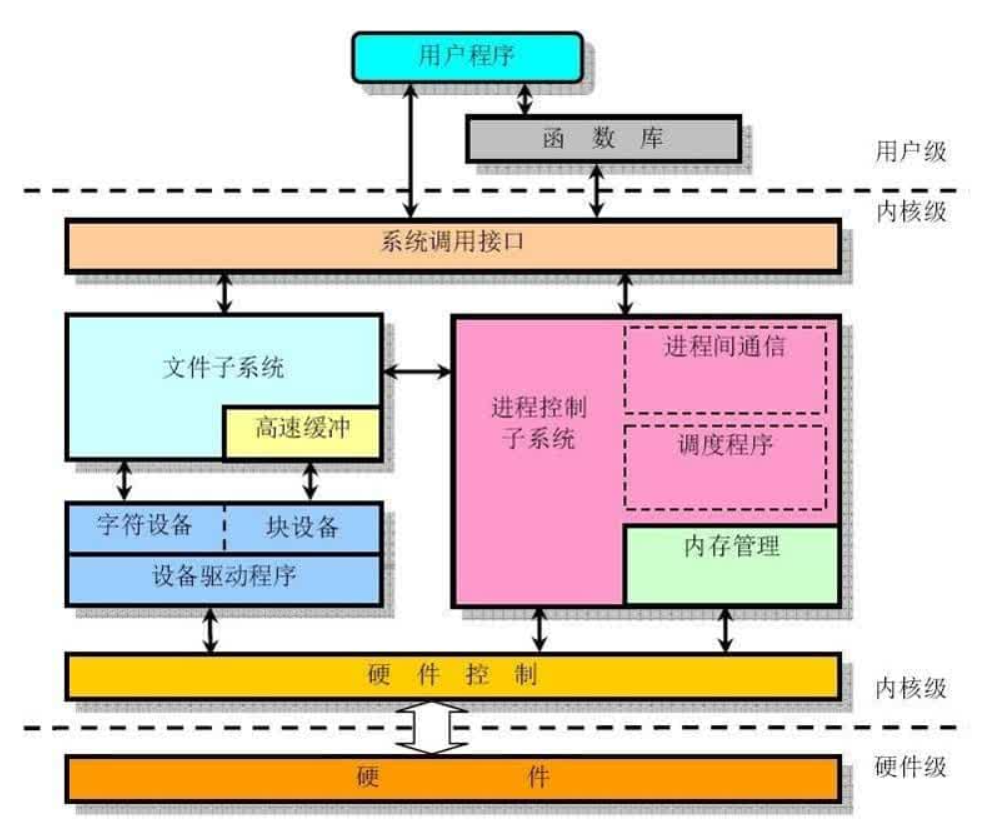 用户程序
函 数 库
用户级
内核级
系统调用接口
文件子系统
高速缓冲
进程控制
子系统
进程间通信
调度程序
字符设备
块设备
内存管理
设备驱动程序
硬 件 控 制
内核级
硬 件
硬件级